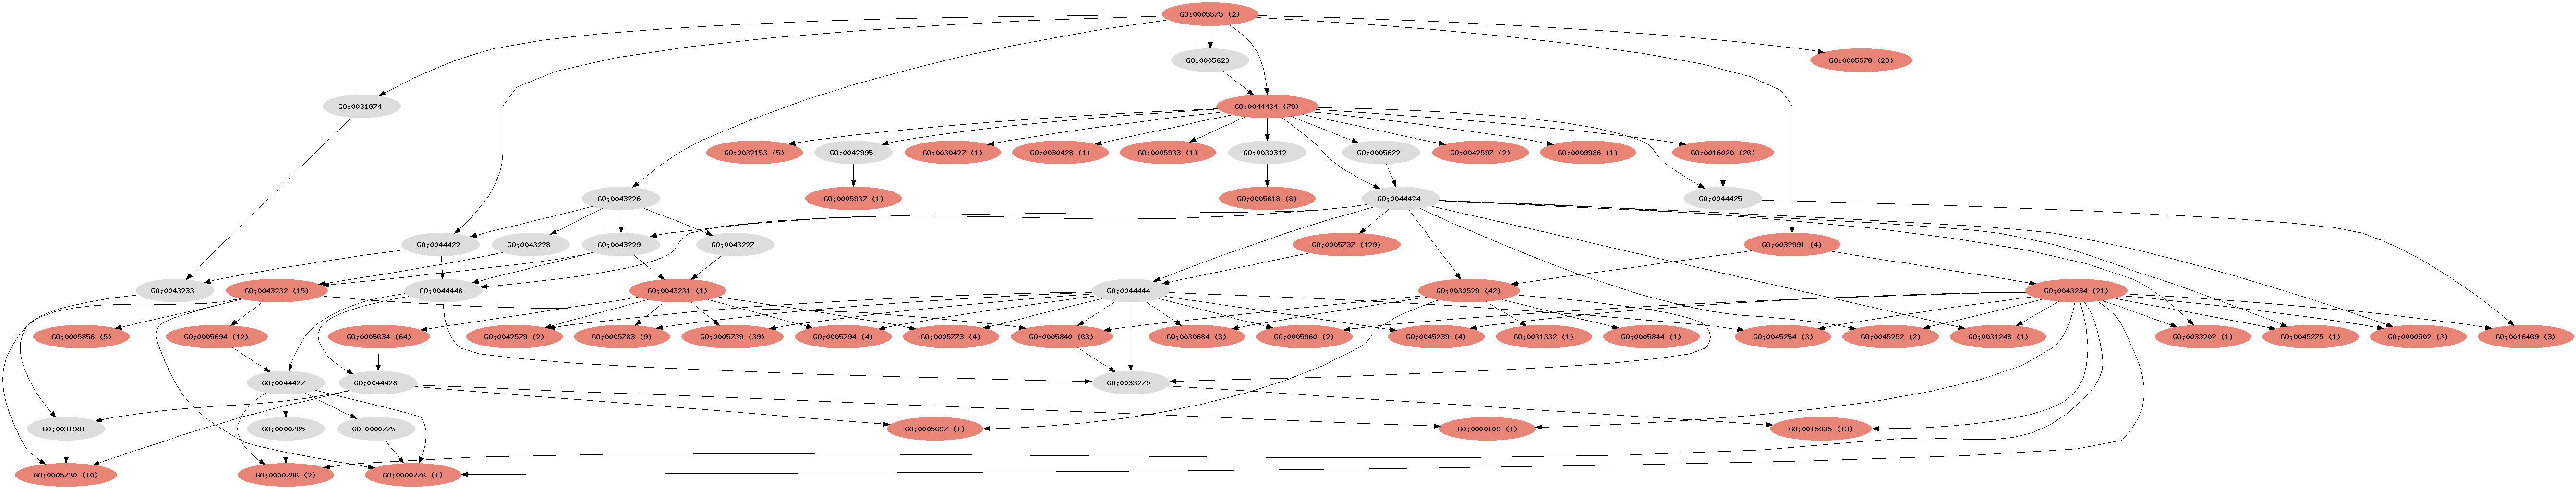 GO:0005575 (2)
GO:0005623
GO:0005576 (23)
GO:0031974
GO:0044464 (79)
GO:0032153 (5)
GO:0042995
GO:0030427 (1)
GO:0030428 (1)
GO:0005933 (1)
GO:0030312
GO:0005622
GO:0042597 (2)
GO:0009986 (1)
GO:0016020 (26)
GO:0043226
GO:0005937 (1)
GO:0005618 (8)
GO:0044424
GO:0044425
GO:0044422
GO:0043228
GO:0043229
GO:0043227
GO:0005737 (129)
GO:0032991 (4)
GO:0043233
GO:0043232 (15)
GO:0044446
GO:0043231 (1)
GO:0044444
GO:0030529 (42)
GO:0043234 (21)
GO:0005856 (5)
GO:0005694 (12)
GO:0005634 (64)
GO:0042579 (2)
GO:0005783 (9)
GO:0005739 (39)
GO:0005794 (4)
GO:0005773 (4)
GO:0005840 (63)
GO:0030684 (3)
GO:0005960 (2)
GO:0045239 (4)
GO:0031332 (1)
GO:0005844 (1)
GO:0045254 (3)
GO:0045252 (2)
GO:0031248 (1)
GO:0033202 (1)
GO:0045275 (1)
GO:0000502 (3)
GO:0016469 (3)
GO:0044427
GO:0044428
GO:0033279
GO:0031981
GO:0000785
GO:0000775
GO:0005697 (1)
GO:0000109 (1)
GO:0015935 (13)
GO:0005730 (10)
GO:0000786 (2)
GO:0000776 (1)